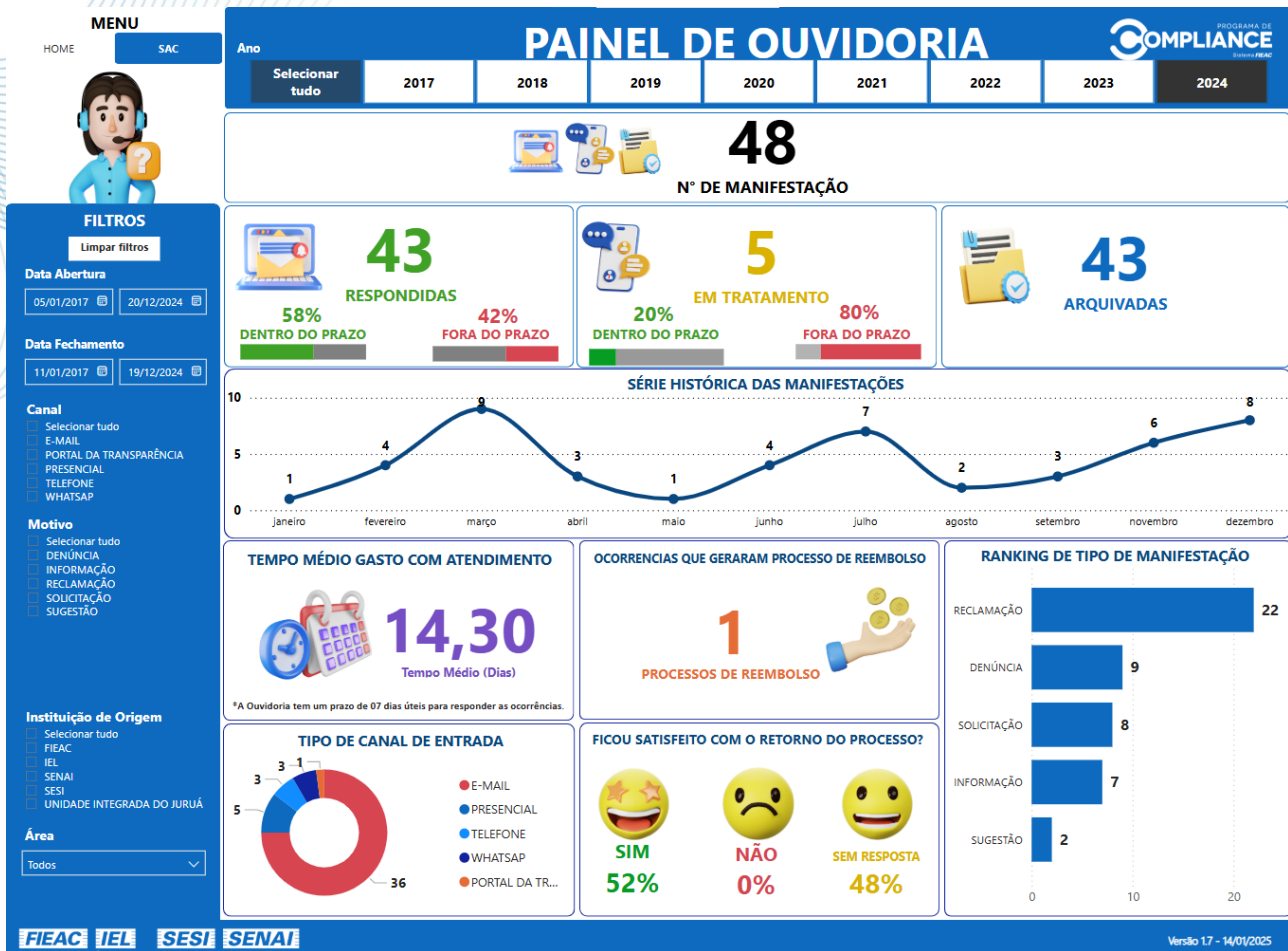 MENU
HOME
SAC
Ano
PAINEL DE OUVIDORIA
PROGRAMA DE
COMPLIANCE
Sistema FIEAC
Selecionar
tudo
2017
2018
2019
2020
2021
2022
2023
2024
48
N° DE MANIFESTAÇÃO
FILTROS
Limpar filtros
Data Abertura
05/01/2017
20/12/2024
Data Fechamento
11/01/2017
19/12/2024
Canal
Selecionar tudo
E-MAIL
PORTAL DA TRANSPARÊNCIA
PRESENCIAL
TELEFONE
WHATSAP
Motivo
Selecionar tudo
DENÚNCIA
INFORMAÇÃO
RECLAMAÇÃO
SOLICITAÇÃO
SUGESTÃO
Instituição de Origem
Selecionar tudo
FIEAC
IEL
SENAI
SESI
UNIDADE INTEGRADA DO JURUÁ
Área
Todos
43
RESPONDIDAS
58%
DENTRO DO PRAZO
42%
FORA DO PRAZO
5
EM TRATAMENTO
20%
DENTRO DO PRAZO
80%
FORA DO PRAZO
43
ARQUIVADAS
SÉRIE HISTÓRICA DAS MANIFESTAÇÕES
10
5
0
1
4
9
3
1
4
7
2
3
6
8
janeiro
fevereiro
março
abril
maio
junho
julho
agosto
setembro
novembro
dezembro
TEMPO MÉDIO GASTO COM ATENDIMENTO
14,30
Tempo Médio (Dias)
*A Ouvidoria tem um prazo de 07 dias úteis para responder as ocorrências.
OCORRENCIAS QUE GERARAM PROCESSO DE REEMBOLSO
1
PROCESSOS DE REEMBOLSO
RANKING DE TIPO DE MANIFESTAÇÃO
RECLAMAÇÃO
22
DENÚNCIA
9
SOLICITAÇÃO
8
INFORMAÇÃO
7
SUGESTÃO
2
0
10
20
TIPO DE CANAL DE ENTRADA
3
1
3
5
36
E-MAIL
PRESENCIAL
TELEFONE
WHATSAP
PORTAL DA TR...
FICOU SATISFEITO COM O RETORNO DO PROCESSO?
SIM
52%
NÃO
0%
SEM RESPOSTA
48%
FIEAC IEL SESI SENAI
Versão 1.7 - 14/01/2025